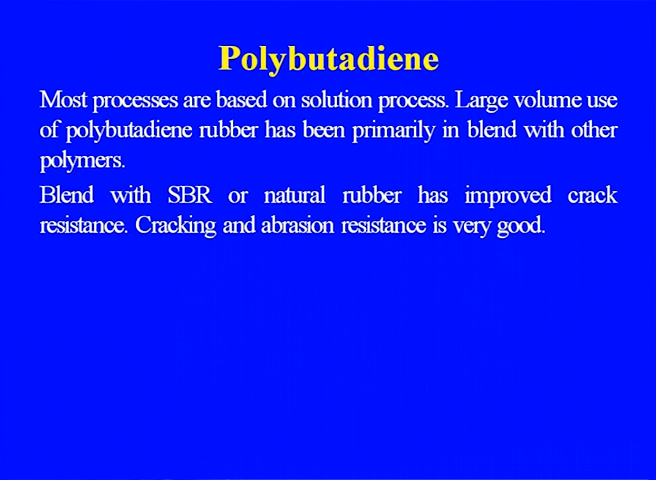 Polybutadiene
Most processes are based on solution process. Large volume use
of polybutadiene rubber has been primarily in blend with other
polymers.
Blend with SBR or natural rubber has improved crack
resistance. Cracking and abrasion resistance is very good.